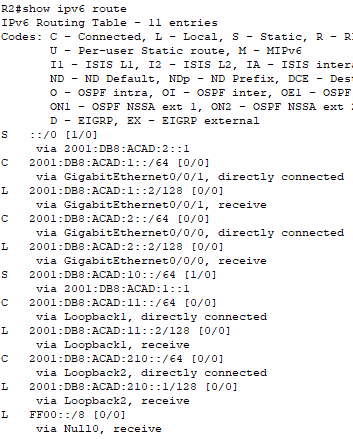 R2#show ipv6 route
IPv6 Routing Table - 11 entries
Codes: C - Connected, L - Local, S - Static, R - R
U - Per-user Static route, M - MIPv6
I1 - ISIS L1, I2 - ISIS L2, IA - ISIS inter
ND - ND Default, NDp - ND Prefix, DCE - Des
O - OSPF intra, OI - OSPF inter, OE1 - OSPF
ON1 - OSPF NSSA ext 1, ON2 - OSPF NSSA ext
D - EIGRP, EX - EIGRP external
S ::/0 [1/0]
via 2001:DB8:ACAD:2::1
C 2001:DB8:ACAD:1::/64 [0/0]
via GigabitEthernet0/0/1, directly connected
L 2001:DB8:ACAD:1::2/128 [0/0]
via GigabitEthernet0/0/1, receive
C 2001:DB8:ACAD:2::/64 [0/0]
via GigabitEthernet0/0/0, directly connected
L 2001:DB8:ACAD:2::2/128 [0/0]
via GigabitEthernet0/0/0, receive
S 2001:DB8:ACAD:10::/64 [1/0]
via 2001:DB8:ACAD:1::1
C 2001:DB8:ACAD:11::/64 [0/0]
via Loopback1, directly connected
L 2001:DB8:ACAD:11::2/128 [0/0]
via Loopback1, receive
C 2001:DB8:ACAD:210::/64 [0/0]
via Loopback2, directly connected
L 2001:DB8:ACAD:210::1/128 [0/0]
via Loopback2, receive
L FF00::/8 [0/0]
via Null0, receive